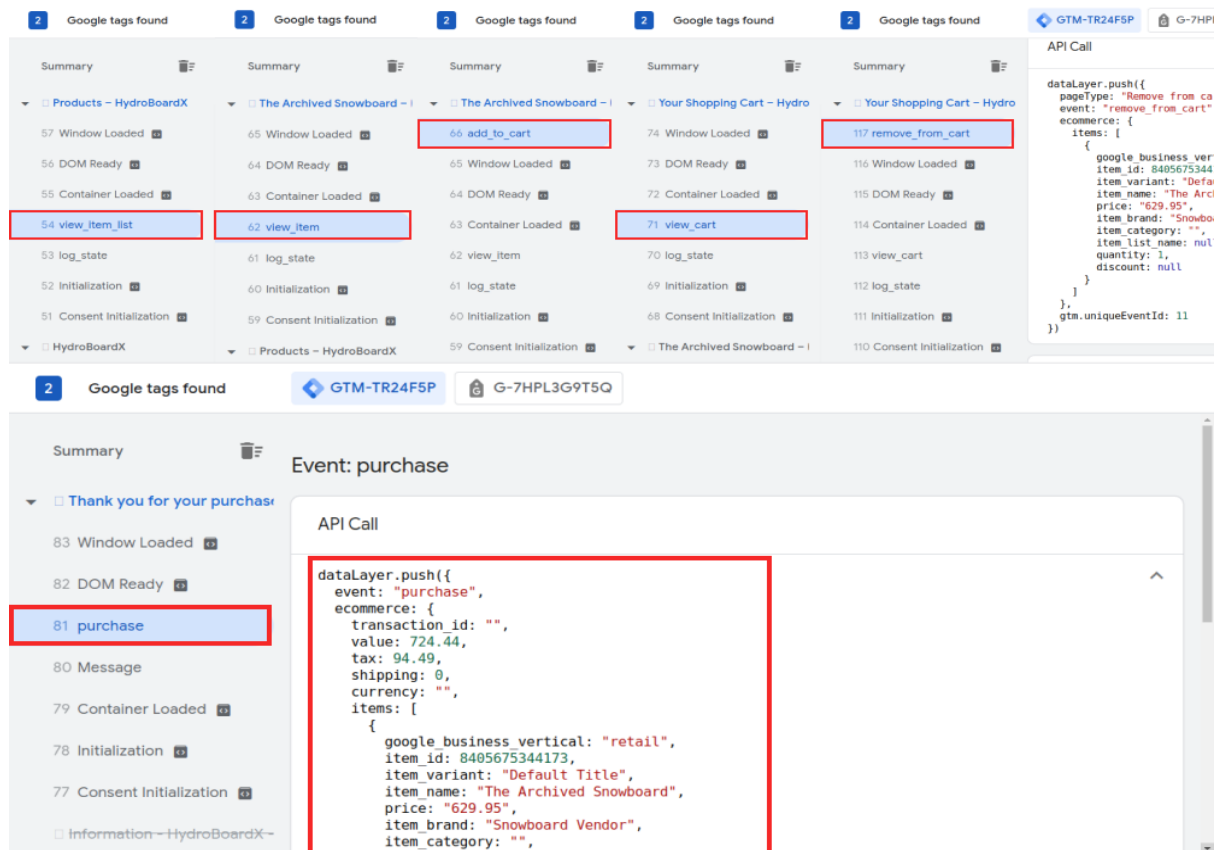 2 Google tags found
Summary
Products – HydroBoardX
57 Window Loaded
56 DOM Ready
55 Container Loaded
54 view_item_list
53 log_state
52 Initialization
51 Consent Initialization
HydroBoardX
2 Google tags found
Summary
The Archived Snowboard –
65 Window Loaded
64 DOM Ready
63 Container Loaded
62 view_item
61 log_state
60 Initialization
59 Consent Initialization
Products – HydroBoardX
2 Google tags found
Summary
The Archived Snowboard –
66 add_to_cart
65 Window Loaded
64 DOM Ready
63 Container Loaded
62 view_item
61 log_state
60 Initialization
59 Consent Initialization
2 Google tags found
Summary
Your Shopping Cart – Hydro
74 Window Loaded
73 DOM Ready
72 Container Loaded
71 view_cart
70 log_state
69 Initialization
68 Consent Initialization
The Archived Snowboard –
2 Google tags found
Summary
Your Shopping Cart – Hydro
117 remove_from_cart
116 Window Loaded
115 DOM Ready
114 Container Loaded
113 view_cart
112 log_state
111 Initialization
110 Consent Initialization
GTM-TR24F5P G-7HP
API Call
dataLayer.push({
pageType: "Remove from ca
event: "remove_from_cart"
ecommerce: {
items: [
{
google_business_ver
item_id: 8405675344
item_variant: "Defau
item_name: "The Arc
price: "629.95",
item_brand: "Snowboa
item_category: "",
item_list_name: nul
quantity: 1,
discount: null
}
]
},
gtm.uniqueEventId: 11
})
2 Google tags found
GTM-TR24F5P G-7HPL3G9T5Q
Summary
Thank you for your purchase
83 Window Loaded
82 DOM Ready
81 purchase
80 Message
79 Container Loaded
78 Initialization
77 Consent Initialization
Information - HydroBoardX -
Event: purchase
API Call
dataLayer.push({
event: "purchase",
ecommerce: {
transaction_id: "",
value: 724.44,
tax: 94.49,
shipping: 0,
currency: "",
items: [
{
google_business_vertical: "retail",
item_id: 8405675344173,
item_variant: "Default Title",
item_name: "The Archived Snowboard",
price: "629.95",
item_brand: "Snowboard Vendor",
item_category: "",